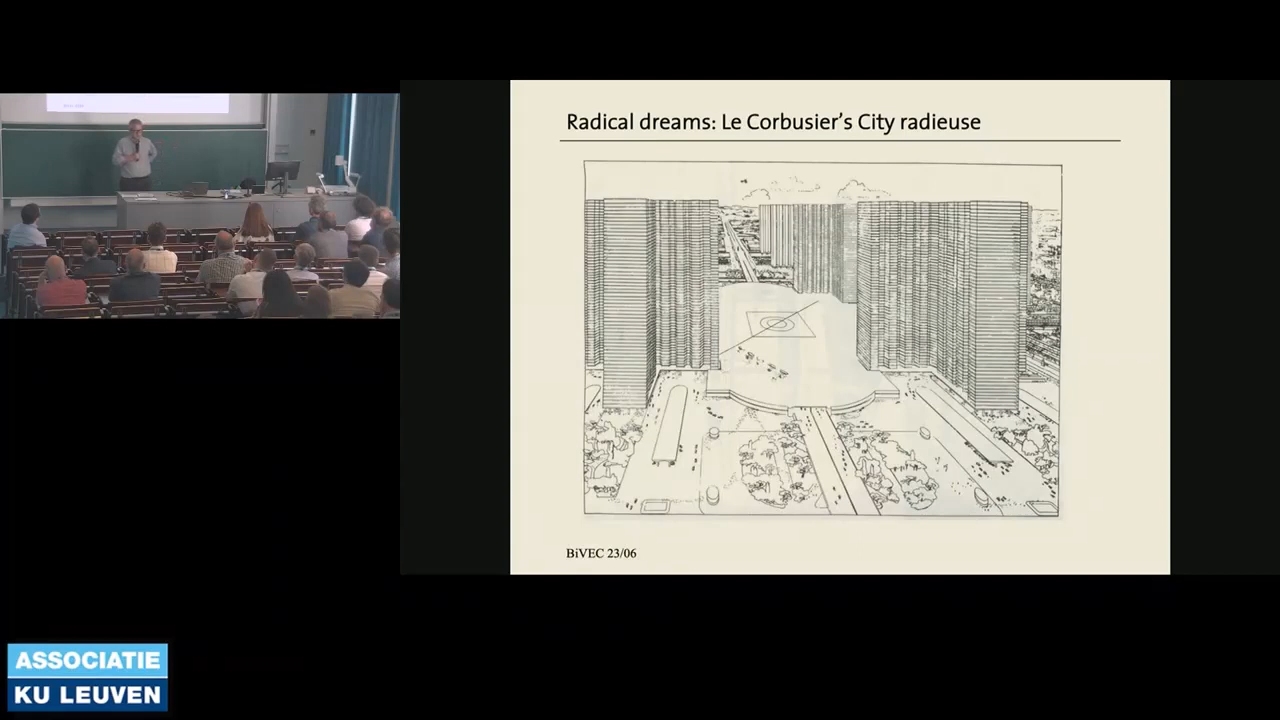 Radical dreams: Le Corbusier's City radieuse
BiVEC 23/06
ASSOCIATIE
KU LEUVEN